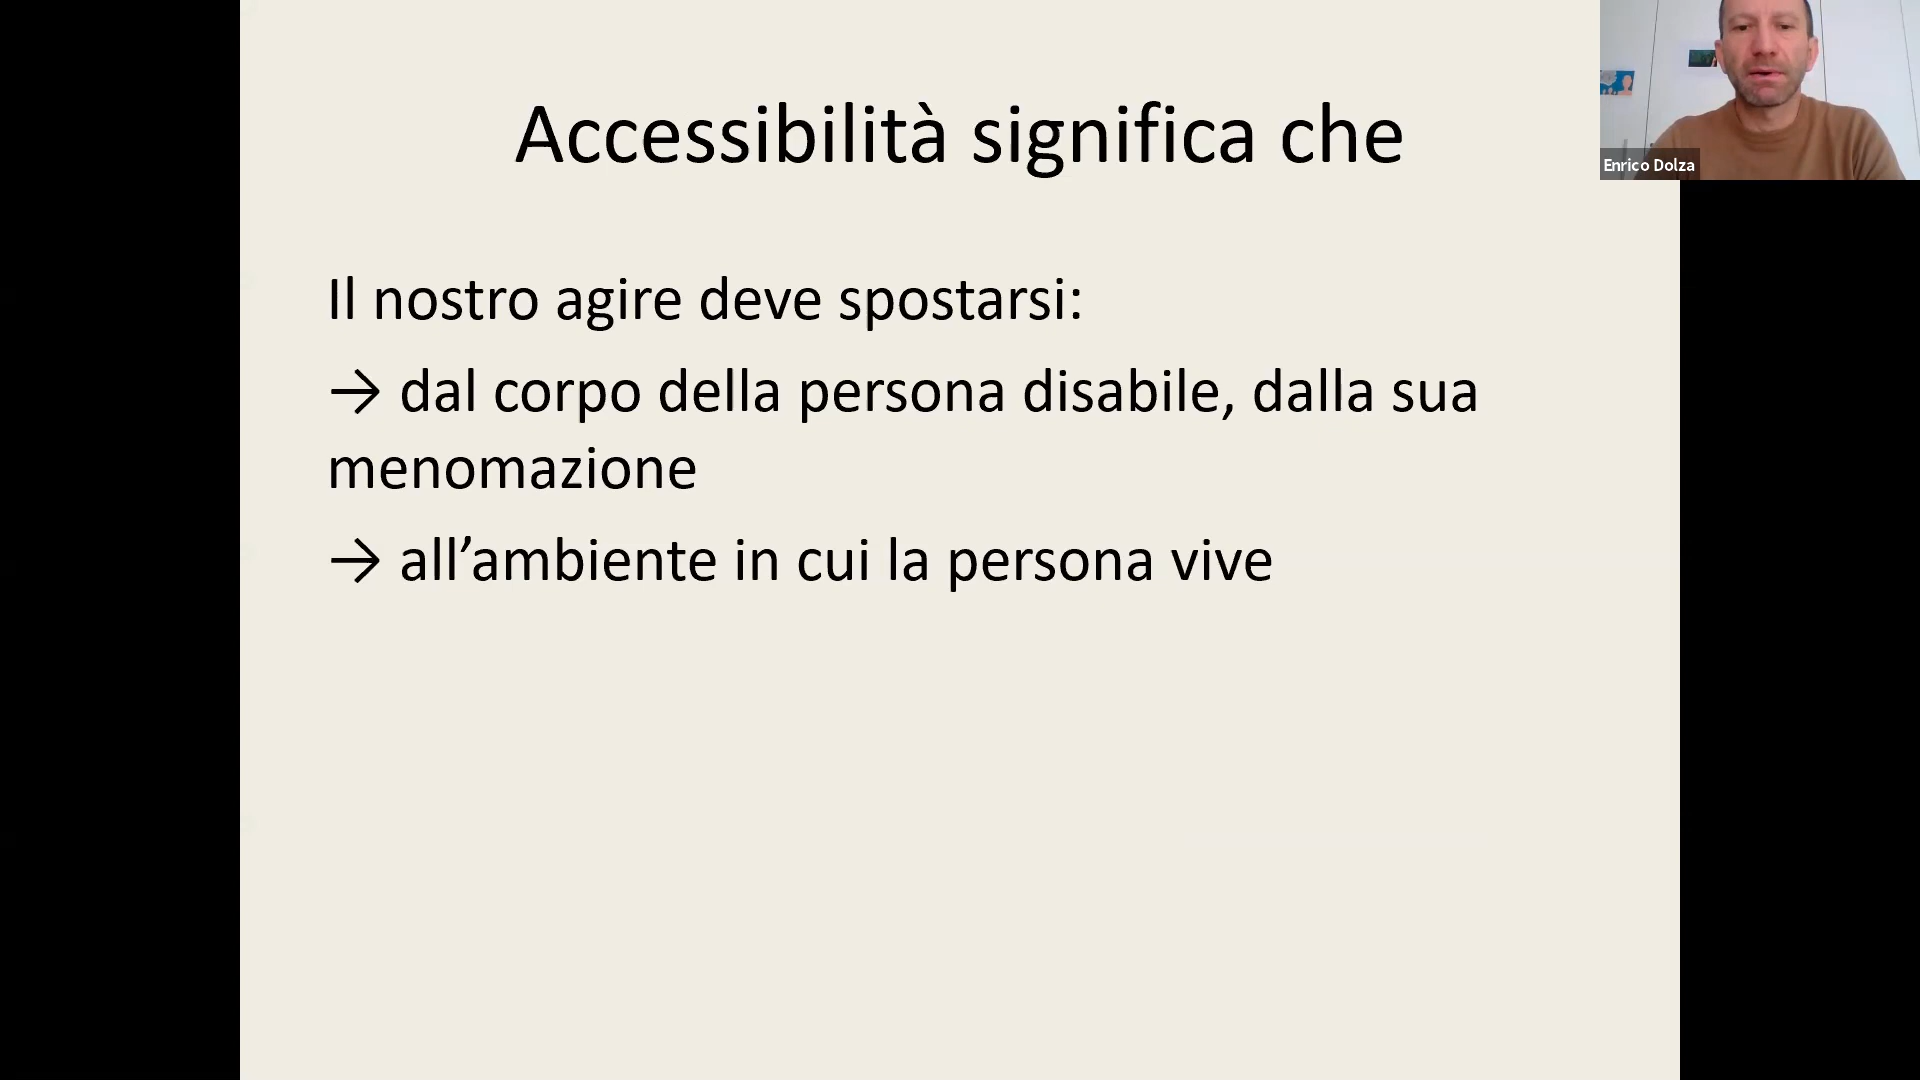 Accessibilità significa che
Enrico Dolza
Il nostro agire deve spostarsi:
→ dal corpo della persona disabile, dalla sua
menomazione
→ all’ambiente in cui la persona vive